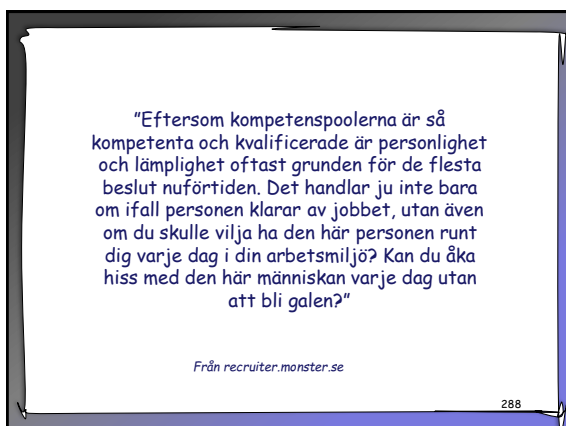 ”Eftersom kompetenspoolerna är så
kompetenta och kvalificerade är personlighet
och lämplighet oftast grunden för de flesta
beslut nuförtiden. Det handlar ju inte bara
om ifall personen klarar av jobbet, utan även
om du skulle vilja ha den här personen runt
dig varje dag i din arbetsmiljö? Kan du åka
hiss med den här människan varje dag utan
att bli galen?”
Från recruiter.monster.se
288